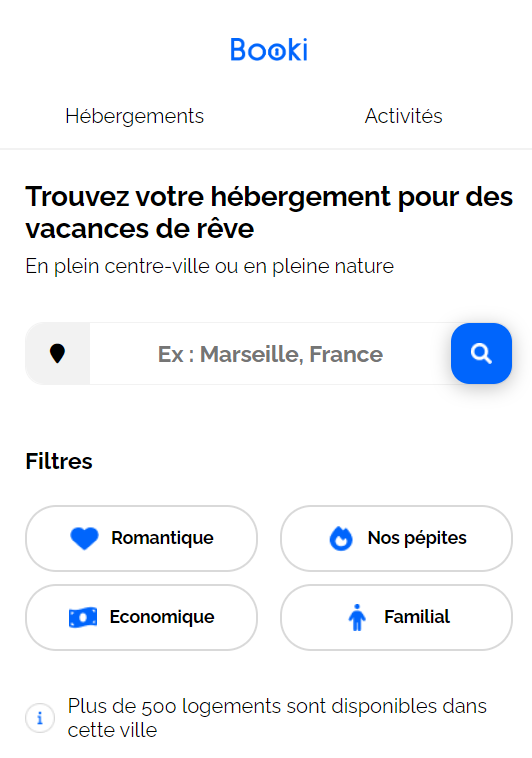 Booki
Hébergements
Activités
Trouvez votre hébergement pour des
vacances de rêve
En plein centre-ville ou en pleine nature
Ex : Marseille, France
Filtres
Romantique
Nos pépites
Economique
Familial
i
Plus de 500 logements sont disponibles dans
cette ville